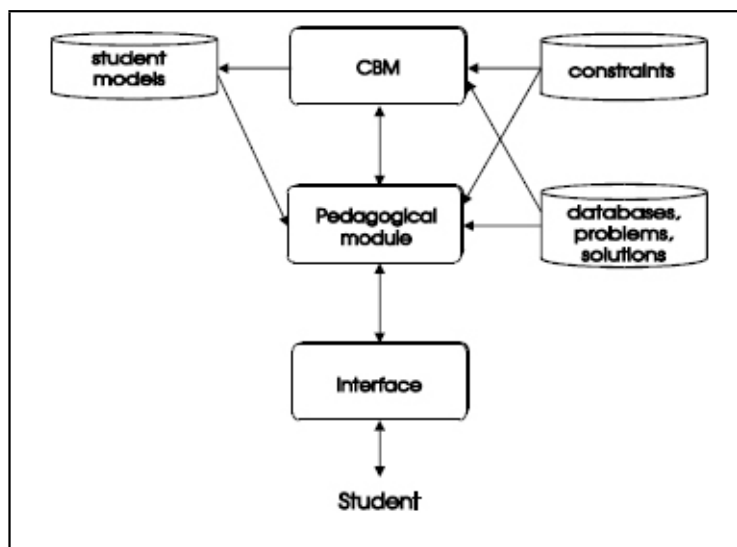 student
models
CBM
constraints
Pedagogical
module
databases,
problems,
solutions
Interface
Student